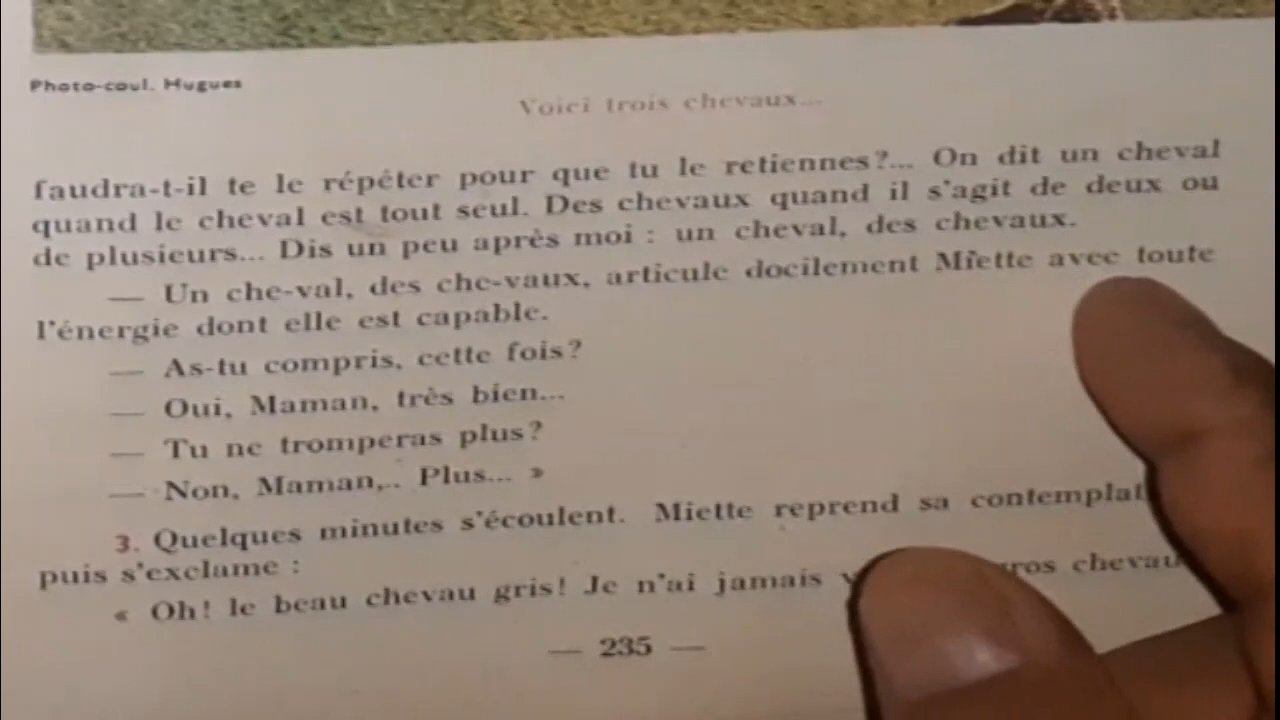 Photo-coul. Hugues
Voici trois chevaux...
faudra-t-il te le répéter pour que tu le retiennes?... On dit un cheval
quand le cheval est tout seul. Des chevaux quand il s'agit de deux ou
de plusieurs... Dis un peu après moi : un cheval, des chevaux.
— Un che-val, des che-vaux, articule docilement Miette avec toute
l'énergie dont elle est capable.
— As-tu compris, cette fois?
— Oui, Maman, très bien...
— Tu ne tromperas plus?
— Non, Maman,.. Plus... »
3. Quelques minutes s'écoulent. Miette reprend sa
puis s'exclame :
« Oh! le beau chevau gris! Je n'ai jamais
— 235 —